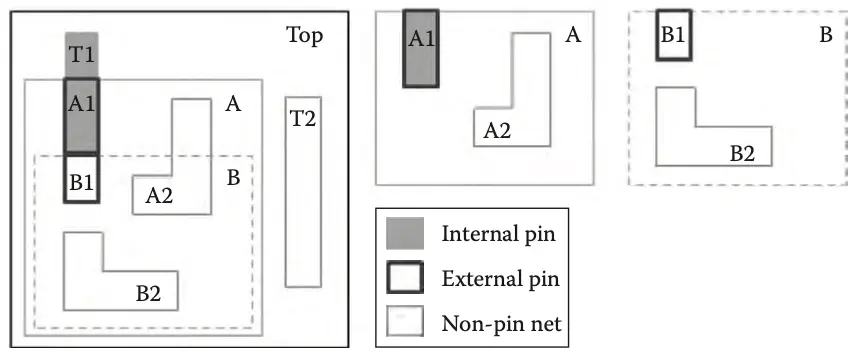 Top
T1
A1
A
T2
B1
A2
B
B2
A1
A
A2
B1
B
B2
Internal pin
External pin
Non-pin net